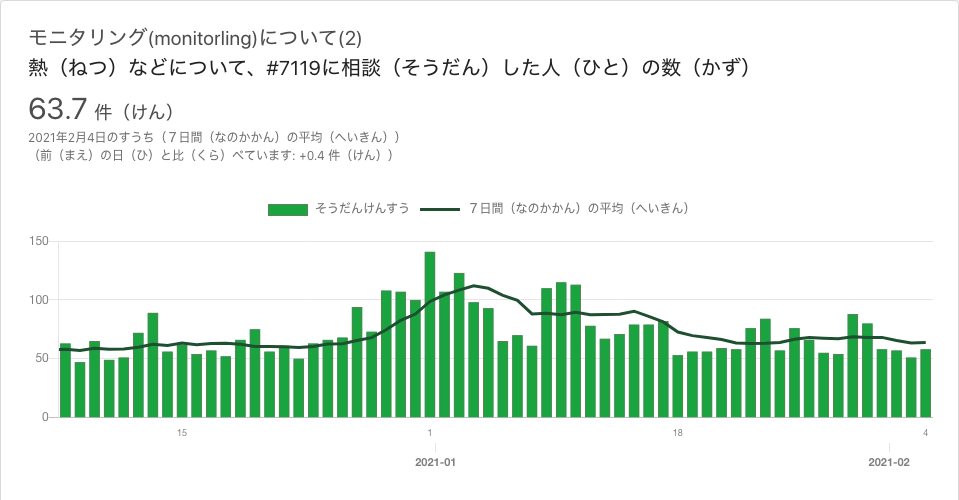 モニタリング(monitorling)について(2)
熱（ねつ）などについて、#7119に相談（そうだん）した人（ひと）の数（かず）
63.7 件（けん）
2021年2月4日のすうち（７日間（なのかかん）の平均（へいきん））
（前（まえ）の日（ひ）と比（くら）べています: +0.4 件（けん））
そうだんけんすう ７日間（なのかかん）の平均（へいきん）
150
100
50
0
15 1 18 4
2021-01 2021-02